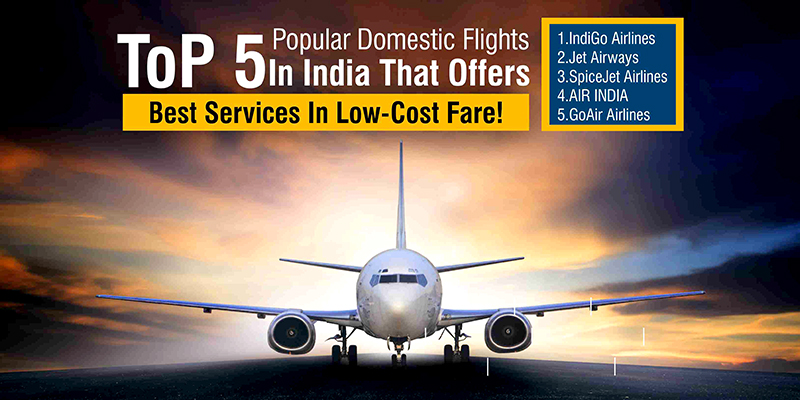 ToP 5 Popular Domestic Flights
In India That Offers
Best Services In Low-Cost Fare!
1.IndiGo Airlines
2.Jet Airways
3.SpiceJet Airlines
4.AIR INDIA
5.GoAir Airlines